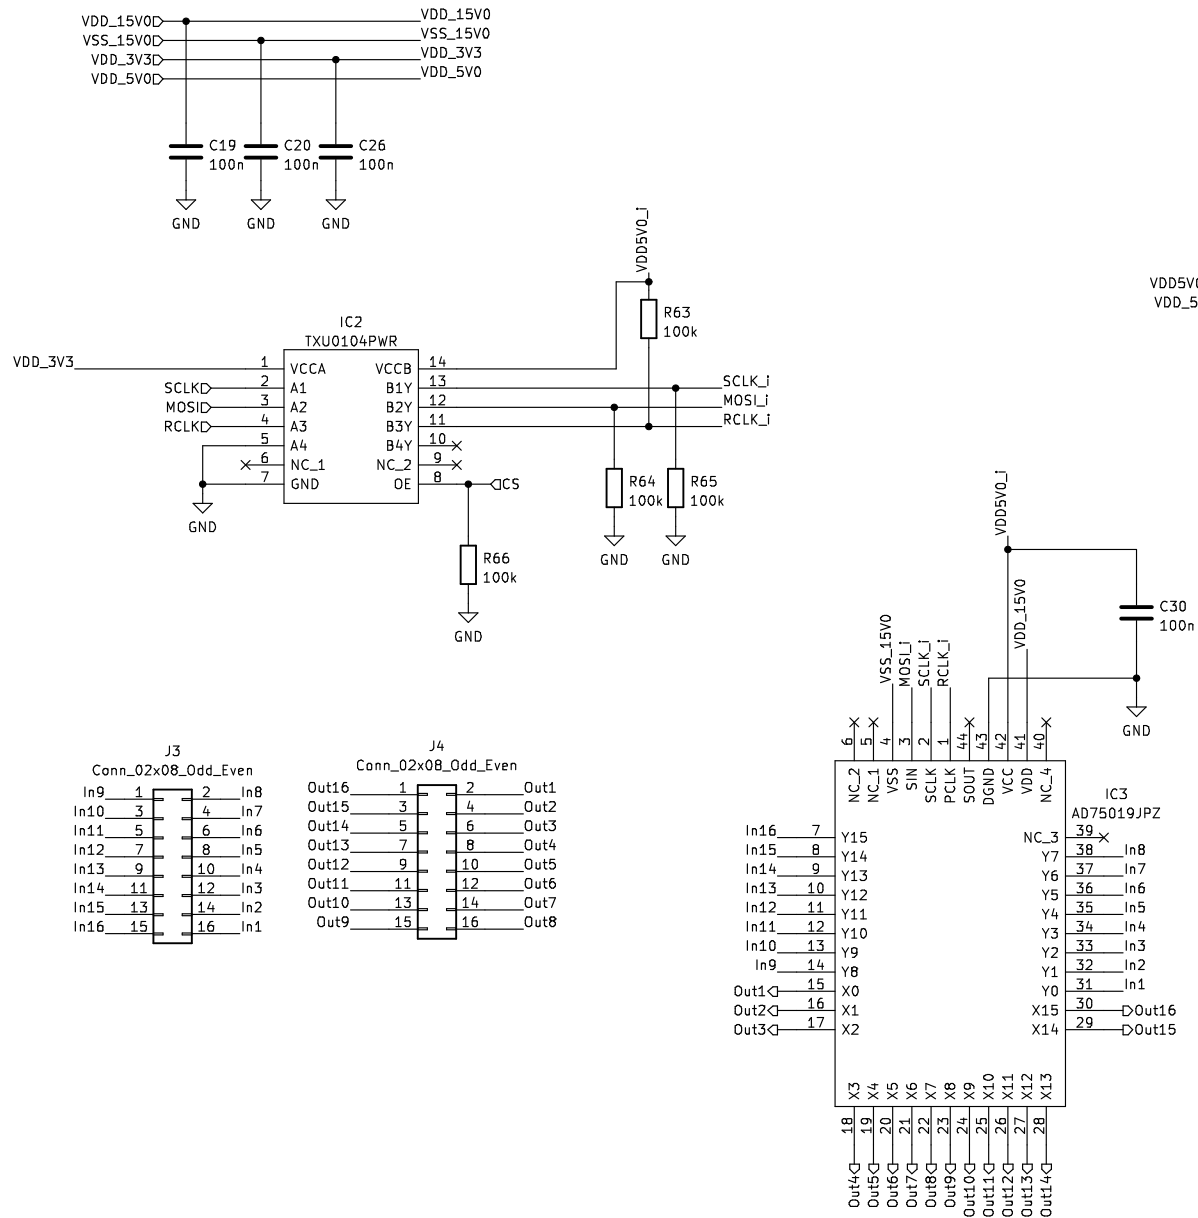 VDD_15V0 VDD_15V0
VSS_15V0 VSS_15V0
VDD_3V3 VDD_3V3
VDD_5V0 VDD_5V0
C19 C20 C26
100n 100n 100n
GND GND GND
VDD5V0_i
R63
100k
IC2
TXU0104PWR
VDD_3V3 1 VCCA VCCB 14
SCLK 2 A1 B1Y 13 SCLK_i
MOSI 3 A2 B2Y 12 MOSI_i
RCLK 4 A3 B3Y 11 RCLK_i
5 A4 B4Y 10
6 NC_1 NC_2 9
7 GND OE 8 CS
GND
R64 R65
100k 100k
GND GND
R66
100k
GND
VDD5V0
VDD_5
VDD5V0_i
VDD_15V0
C30
100n
GND
VSS_15V0 MOSI_i SCLK_i RCLK_i
6 5 4 3 2 1 44 43 42 41 40
NC_2 NC_1 VSS SIN SCLK PCLK SOUT DGND VCC VDD NC_4
IC3
AD75019JPZ
NC_3 39
In16 7 Y15 Y7 38 In8
In15 8 Y14 Y6 37 In7
In14 9 Y13 Y5 36 In6
In13 10 Y12 Y4 35 In5
In12 11 Y11 Y3 34 In4
In11 12 Y10 Y2 33 In3
In10 13 Y9 Y1 32 In2
In9 14 Y8 Y0 31 In1
Out1 15 X0 X15 30 Out16
Out2 16 X1 X14 29 Out15
Out3 17 X2
X3 X4 X5 X6 X7 X8 X9 X10 X11 X12 X13
18 19 20 21 22 23 24 25 26 27 28
Out4 Out5 Out6 Out7 Out8 Out9 Out10 Out11 Out12 Out13 Out14
J3
Conn_02x08_Odd_Even
In9 1 2 In8
In10 3 4 In7
In11 5 6 In6
In12 7 8 In5
In13 9 10 In4
In14 11 12 In3
In15 13 14 In2
In16 15 16 In1
J4
Conn_02x08_Odd_Even
Out16 1 2 Out1
Out15 3 4 Out2
Out14 5 6 Out3
Out13 7 8 Out4
Out12 9 10 Out5
Out11 11 12 Out6
Out10 13 14 Out7
Out9 15 16 Out8